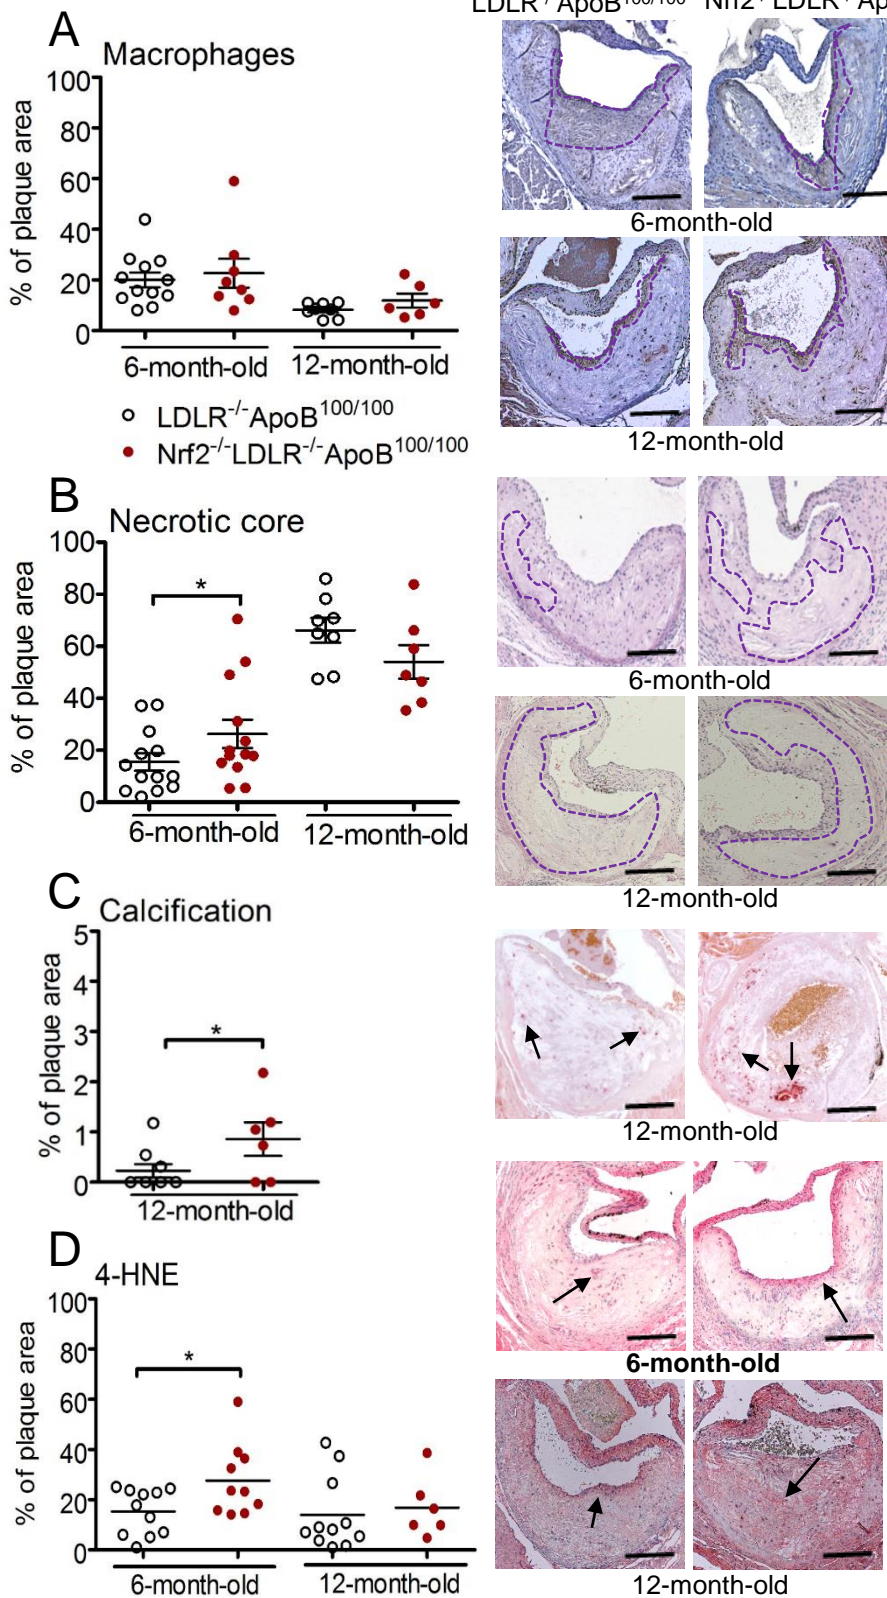 LDLR-/-ApoB100/100
A
Macrophages
% of plaque area
100
80
60
40
20
0
6-month-old
12-month-old
LDLR-/-ApoB100/100
Nrf2-/-LDLR-/-ApoB100/100
6-month-old
12-month-old
B
Necrotic core
% of plaque area
100
80
60
40
20
0
*
6-month-old
12-month-old
6-month-old
12-month-old
C
Calcification
% of plaque area
5
4
3
2
1
0
*
12-month-old
12-month-old
D
4-HNE
% of plaque area
100
80
60
40
20
0
*
6-month-old
12-month-old
6-month-old
12-month-old